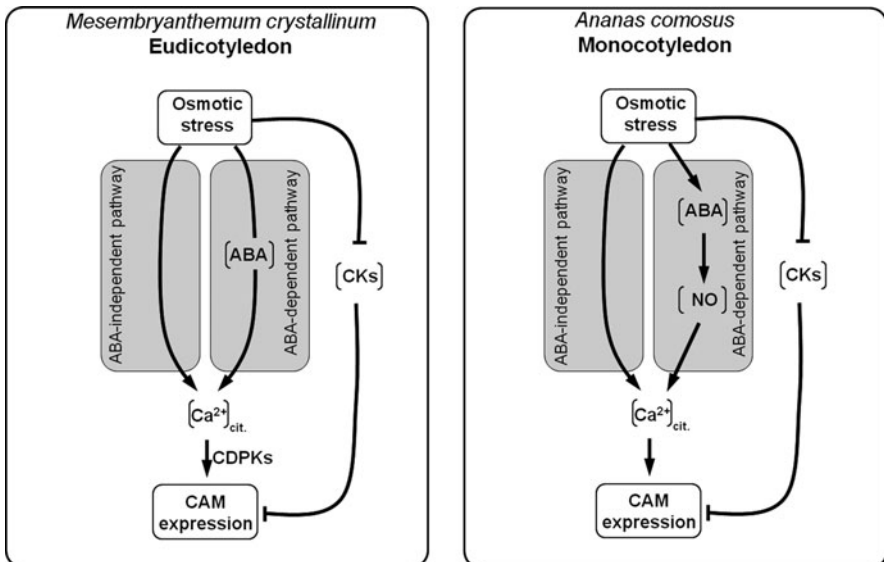 Mesembryanthemum crystallinum
Eudicotyledon
Osmotic
stress
ABA-independent pathway
ABA-dependent pathway
[ABA]
[CKs]
[Ca²⁺]cit.
CDPKs
CAM
expression
Ananas comosus
Monocotyledon
Osmotic
stress
ABA-independent pathway
ABA-dependent pathway
[ABA]
[NO]
[CKs]
[Ca²⁺]cit.
CAM
expression